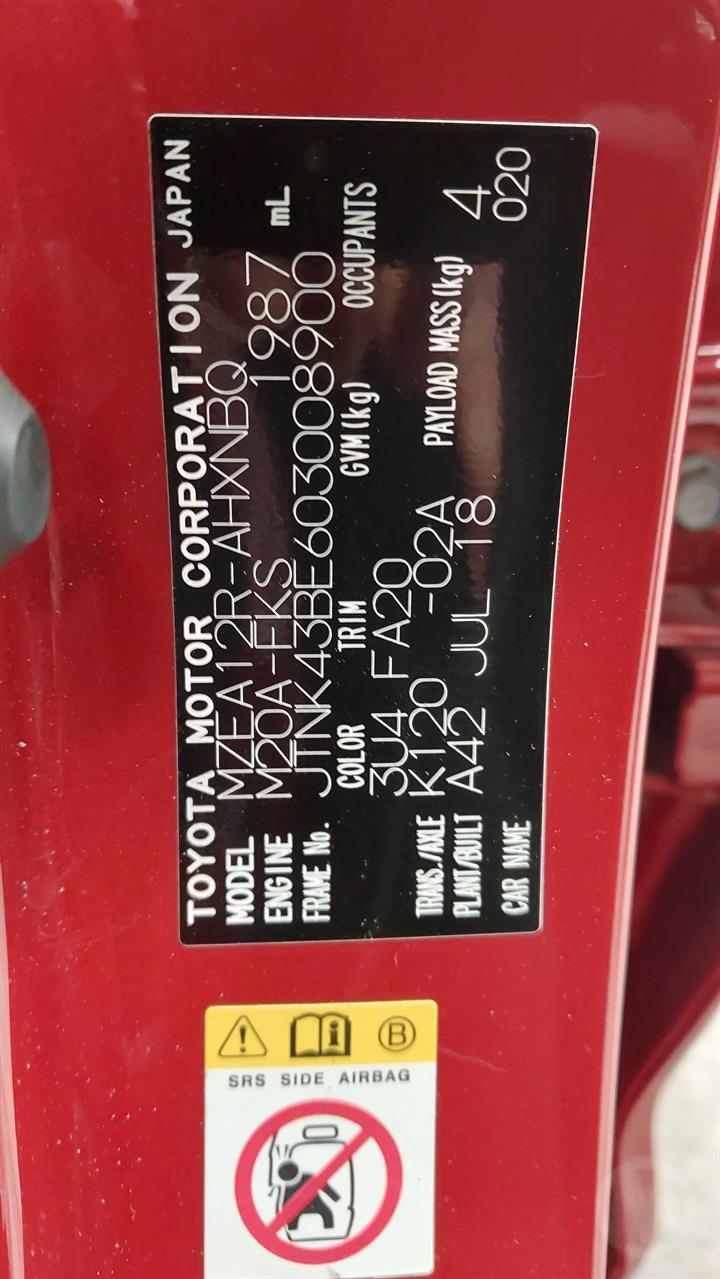 TOYOTA MOTOR CORPORATION JAPAN
MODEL MZEA12R-AHXNBQ
ENGINE M20A-FKS 1987 mL
FRAME No. JTNK43BE603008900
COLOR TRIM GVM(kg) OCCUPANTS
3U4 FA20
TRANS./AXLE K120 -02A PAYLOAD MASS(kg)
PLANT/BUILT A42 JUL 18 4
CAR NAME 020
B
SRS SIDE AIRBAG